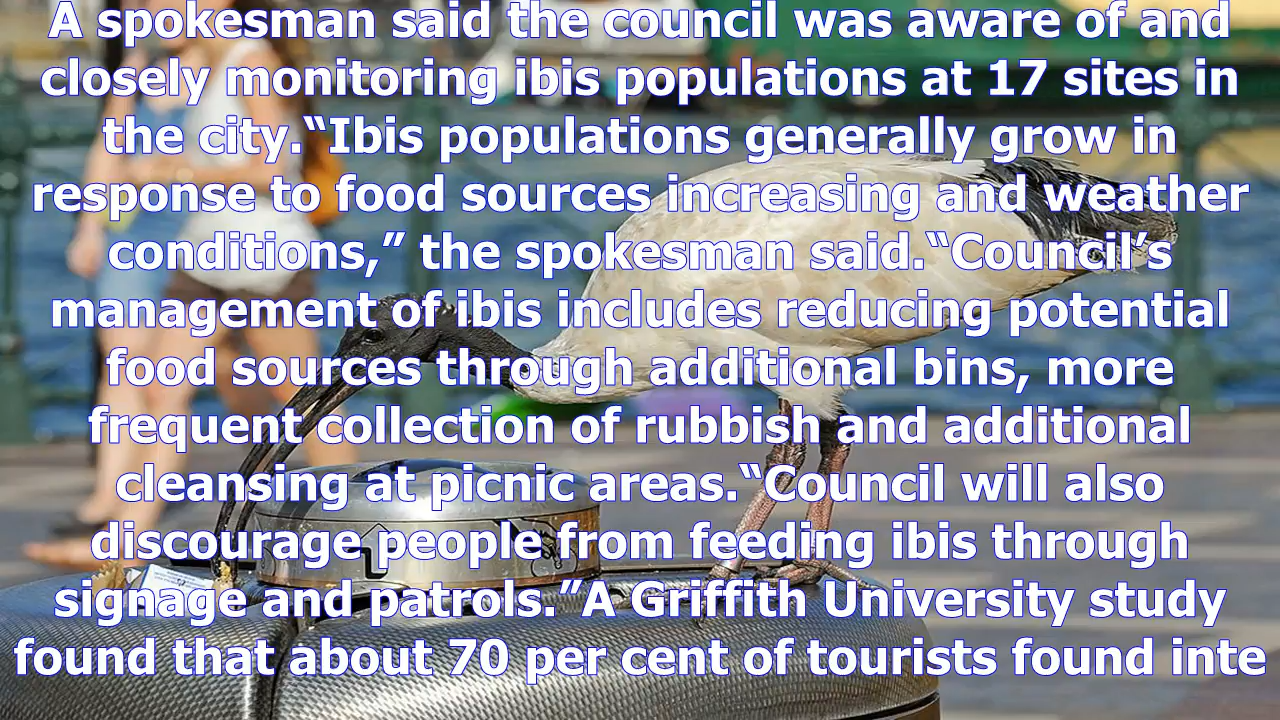 A spokesman said the council was aware of and
closely monitoring ibis populations at 17 sites in
the city.“Ibis populations generally grow in
response to food sources increasing and weather
conditions,” the spokesman said.“Council’s
management of ibis includes reducing potential
food sources through additional bins, more
frequent collection of rubbish and additional
cleansing at picnic areas.“Council will also
discourage people from feeding ibis through
signage and patrols.”A Griffith University study
found that about 70 per cent of tourists found inte